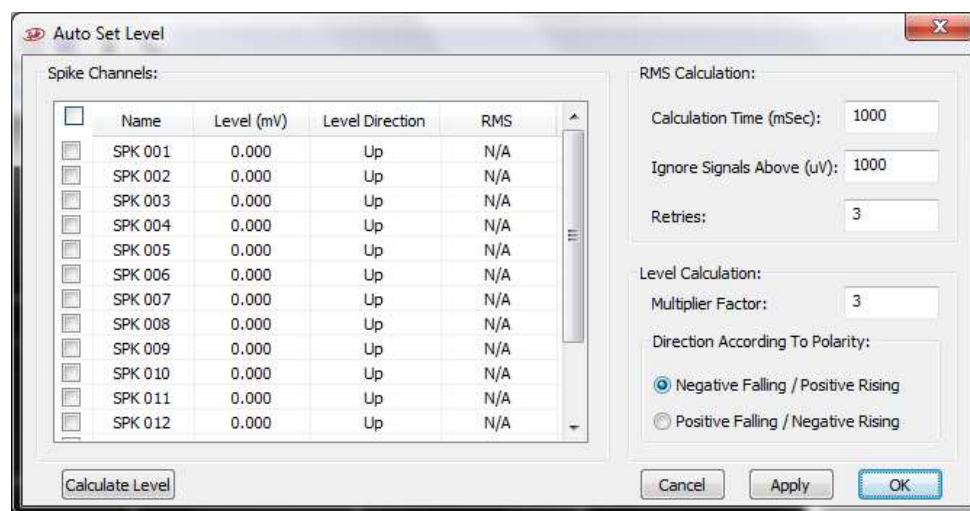 Auto Set Level
Spike Channels:
Name Level (mV) Level Direction RMS
SPK 001 0.000 Up N/A
SPK 002 0.000 Up N/A
SPK 003 0.000 Up N/A
SPK 004 0.000 Up N/A
SPK 005 0.000 Up N/A
SPK 006 0.000 Up N/A
SPK 007 0.000 Up N/A
SPK 008 0.000 Up N/A
SPK 009 0.000 Up N/A
SPK 010 0.000 Up N/A
SPK 011 0.000 Up N/A
SPK 012 0.000 Up N/A
Calculate Level
RMS Calculation:
Calculation Time (mSec): 1000
Ignore Signals Above (uV): 1000
Retries: 3
Level Calculation:
Multiplier Factor: 3
Direction According To Polarity:
Negative Falling / Positive Rising
Positive Falling / Negative Rising
Cancel Apply OK